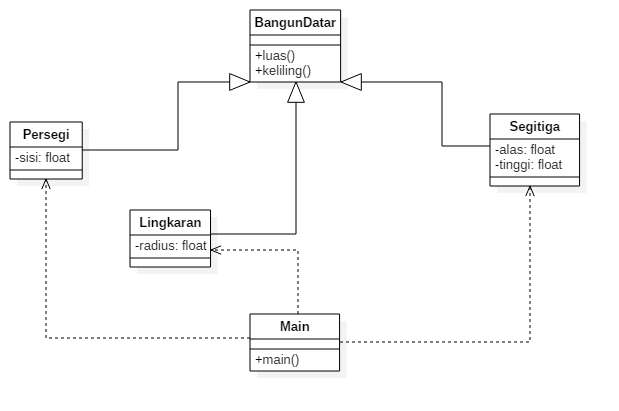 BangunDatar
+luas()
+keliling()
Persegi
-sisi: float
Segitiga
-alas: float
-tinggi: float
Lingkaran
-radius: float
Main
+main()